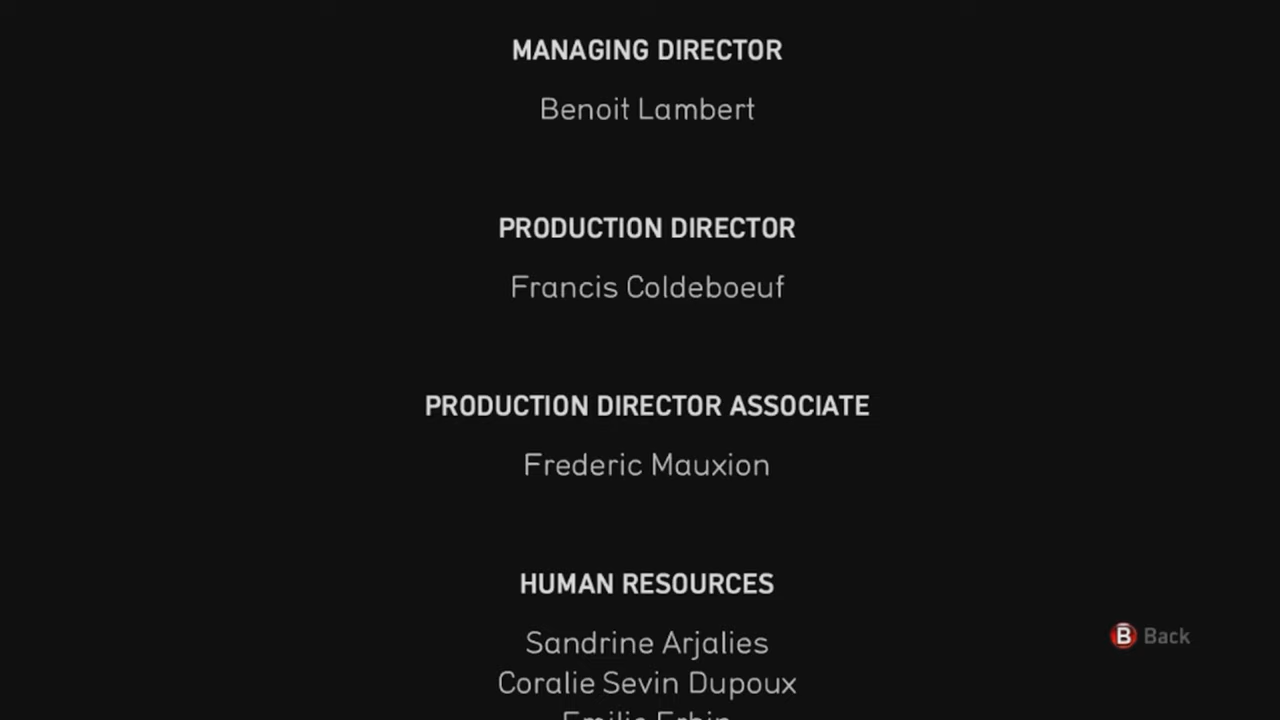 MANAGING DIRECTOR
Benoit Lambert
PRODUCTION DIRECTOR
Francis Coldeboeuf
PRODUCTION DIRECTOR ASSOCIATE
Frederic Mauxion
HUMAN RESOURCES
Sandrine Arjalies
B Back
Coralie Sevin Dupoux